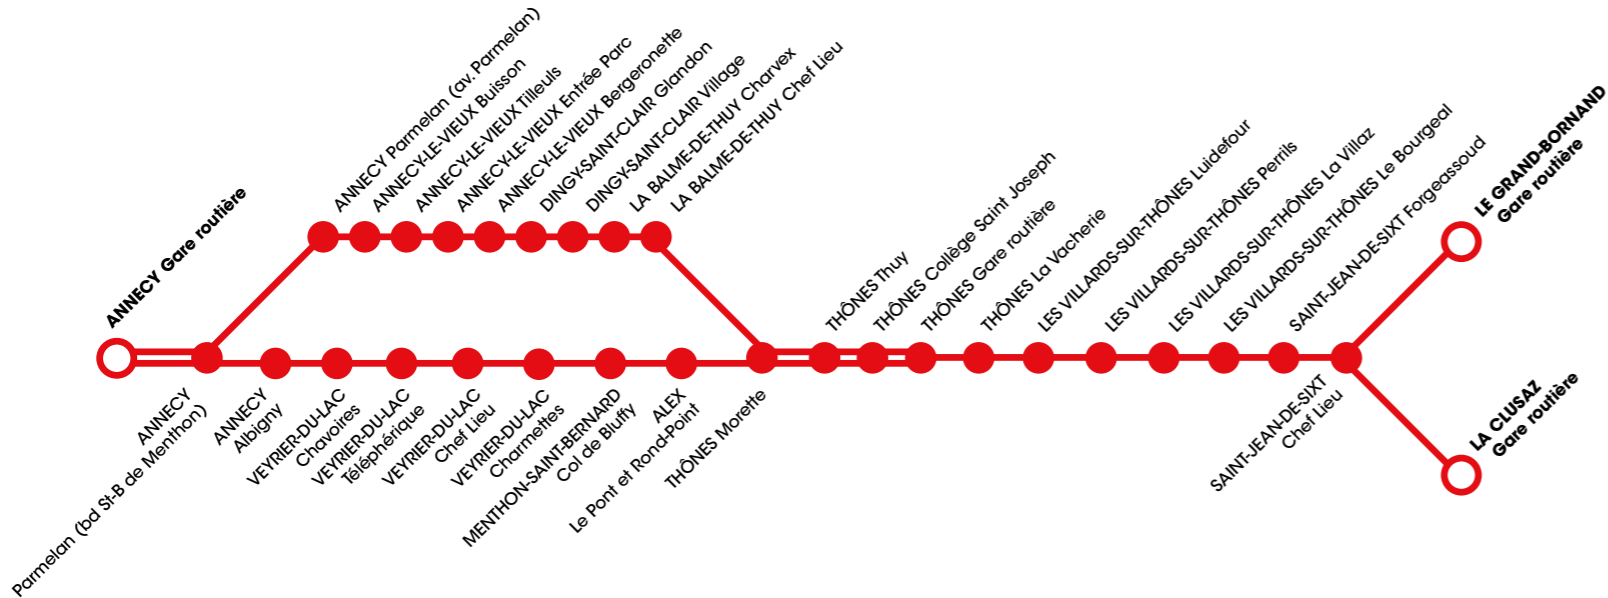 ANNECY Gare routière
ANNECY Parmelan (av. Parmelan)
ANNECY-LE-VIEUX Buisson
ANNECY-LE-VIEUX Tilleuls
ANNECY-LE-VIEUX Entrée Parc
ANNECY-LE-VIEUX Bergeronette
DINGY-SAINT-CLAIR Glandon
DINGY-SAINT-CLAIR Village
LA BALME-DE-THUY Charvex
LA BALME-DE-THUY Chef Lieu
ANNECY
Parmelan (bd St-B de Menthon)
ANNECY
Albigny
VEYRIER-DU-LAC
Chavoires
VEYRIER-DU-LAC
Téléphérique
VEYRIER-DU-LAC
Chef Lieu
VEYRIER-DU-LAC
Charmettes
MENTHON-SAINT-BERNARD
Col de Bluffy
ALEX
Le Pont et Rond-Point
THÔNES Morette
THÔNES Thuy
THÔNES Collège Saint Joseph
THÔNES Gare routière
THÔNES La Vacherie
LES VILLARDS-SUR-THÔNES Luidefour
LES VILLARDS-SUR-THÔNES Perrils
LES VILLARDS-SUR-THÔNES La Villaz
LES VILLARDS-SUR-THÔNES Le Bourgeal
SAINT-JEAN-DE-SIXT Forgeassoud
SAINT-JEAN-DE-SIXT
Chef Lieu
LE GRAND-BORNAND
Gare routière
LA CLUSAZ
Gare routière